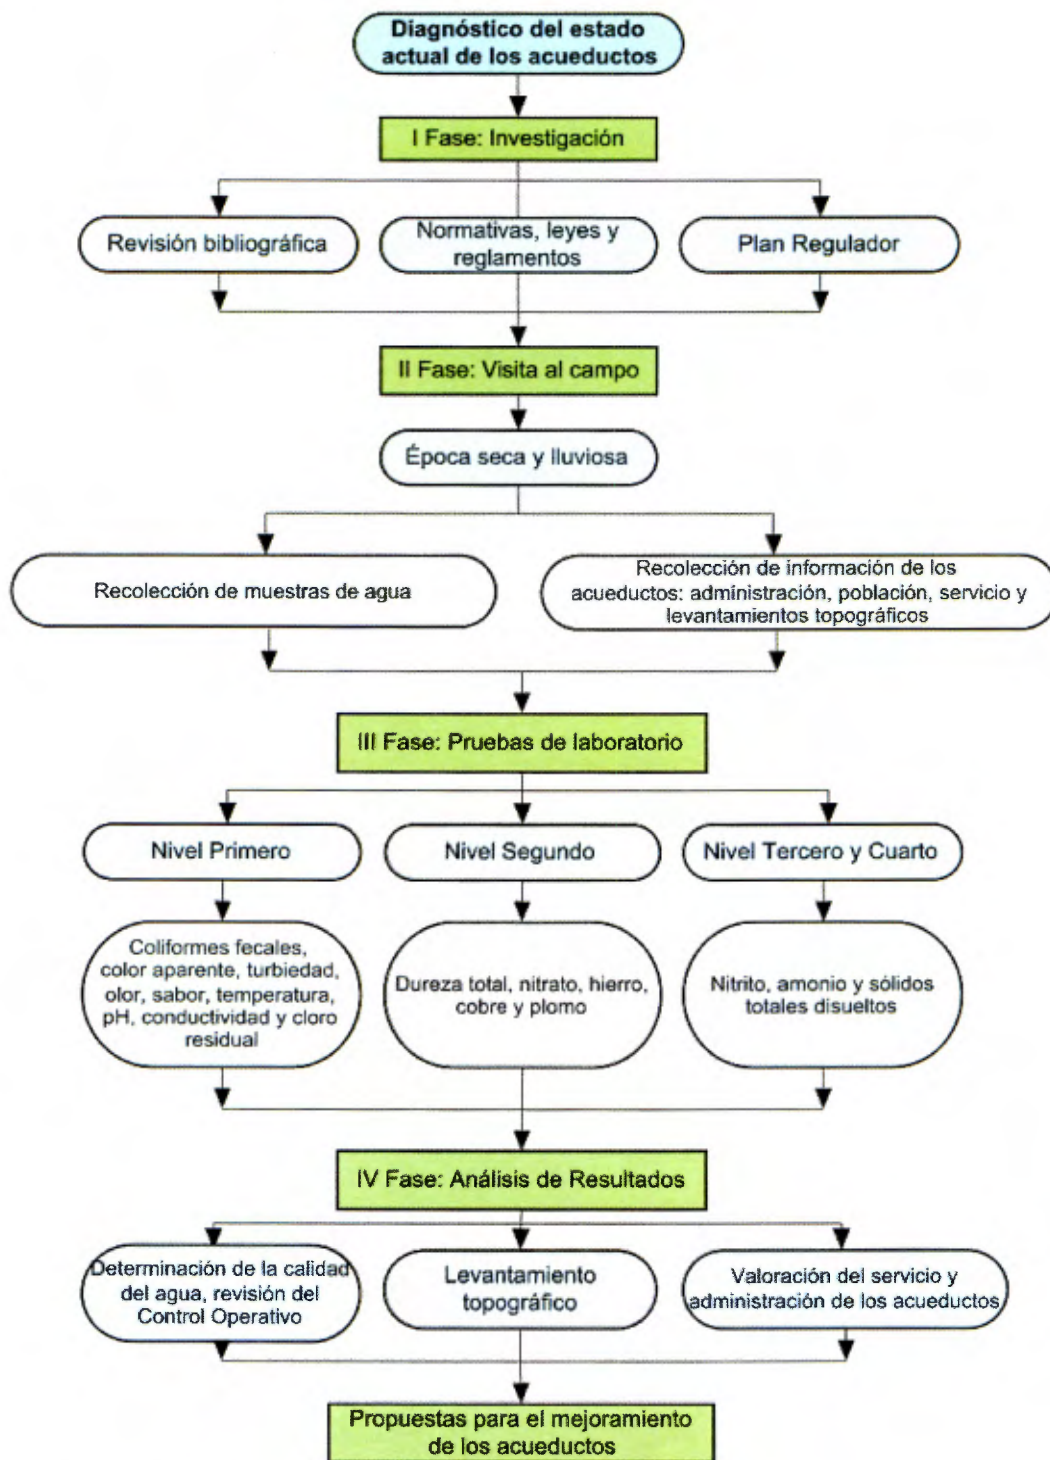 Diagnóstico del estado
actual de los acueductos
I Fase: Investigación
Revisión bibliográfica
Normativas, leyes y
reglamentos
Plan Regulador
II Fase: Visita al campo
Época seca y lluviosa
Recolección de muestras de agua
Recolección de información de los
acueductos: administración, población, servicio y
levantamientos topográficos
III Fase: Pruebas de laboratorio
Nivel Primero
Nivel Segundo
Nivel Tercero y Cuarto
Coliformes fecales,
color aparente, turbiedad,
olor, sabor, temperatura,
pH, conductividad y cloro
residual
Dureza total, nitrato, hierro,
cobre y plomo
Nitrito, amonio y sólidos
totales disueltos
IV Fase: Análisis de Resultados
Determinación de la calidad
del agua, revisión del
Control Operativo
Levantamiento
topográfico
Valoración del servicio y
administración de los acueductos
Propuestas para el mejoramiento
de los acueductos